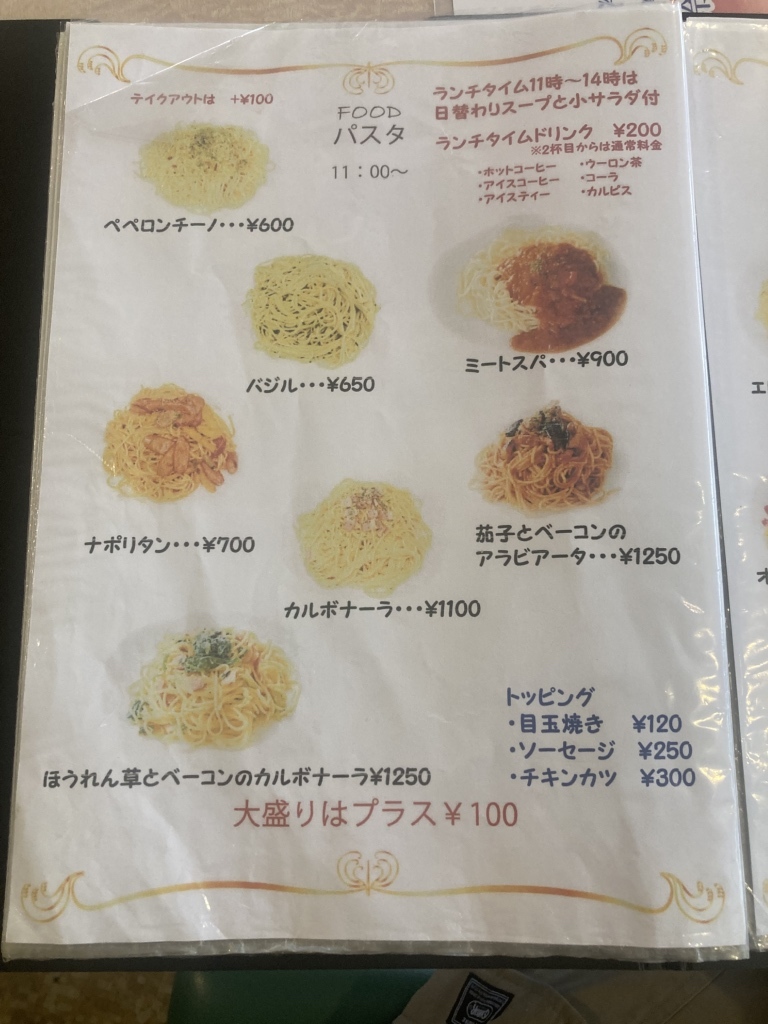 テイクアウトは +¥100
FOOD
パスタ
11：00～
ランチタイム11時～14時は
日替わりスープと小サラダ付
ランチタイムドリンク ¥200
※2杯目からは通常料金
・ホットコーヒー ・ウーロン茶
・アイスコーヒー ・コーラ
・アイスティー ・カルピス
ペペロンチーノ・・・¥600
バジル・・・¥650
ミートスパ・・・¥900
ナポリタン・・・¥700
茄子とベーコンの
アラビアータ・・・¥1250
カルボナーラ・・・¥1100
ほうれん草とベーコンのカルボナーラ¥1250
トッピング
・目玉焼き ¥120
・ソーセージ ¥250
・チキンカツ ¥300
大盛りはプラス¥100
エ